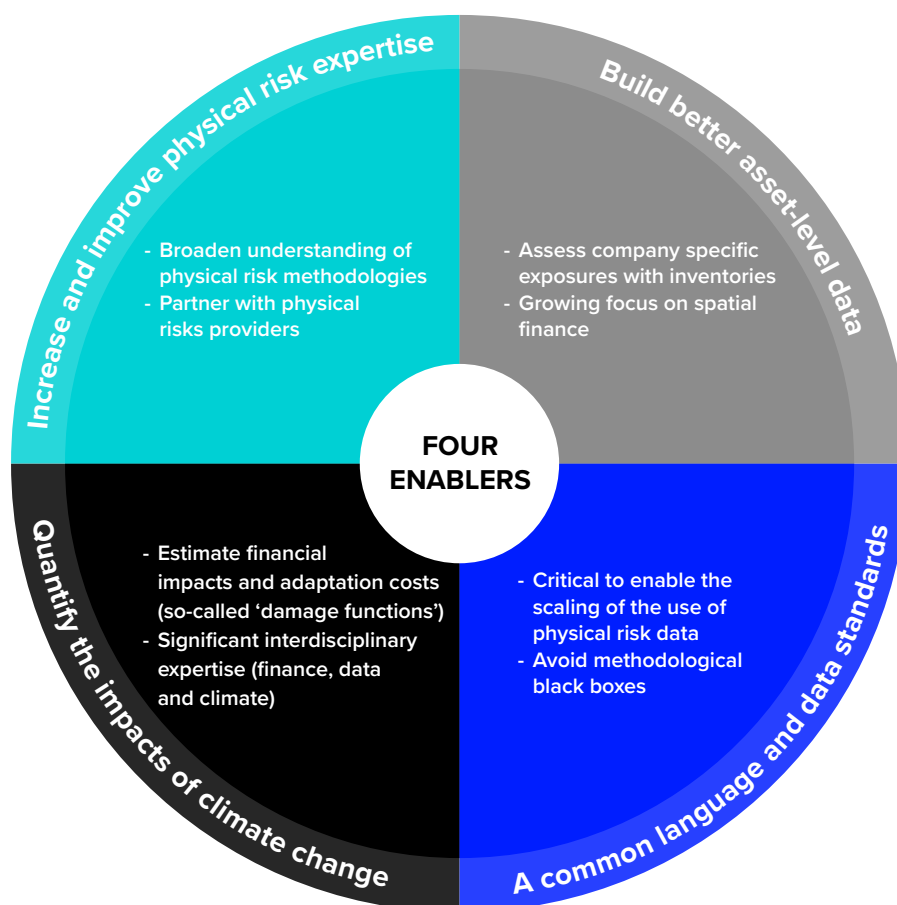 Increase and improve physical risk expertise
- Broaden understanding of
physical risk methodologies
- Partner with physical
risks providers
Build better asset-level data
- Assess company specific
exposures with inventories
- Growing focus on spatial
finance
FOUR
ENABLERS
Quantify the impacts of climate change
- Estimate financial
impacts and adaptation costs
(so-called ‘damage functions’)
- Significant interdisciplinary
expertise (finance, data
and climate)
A common language and data standards
- Critical to enable the
scaling of the use of
physical risk data
- Avoid methodological
black boxes